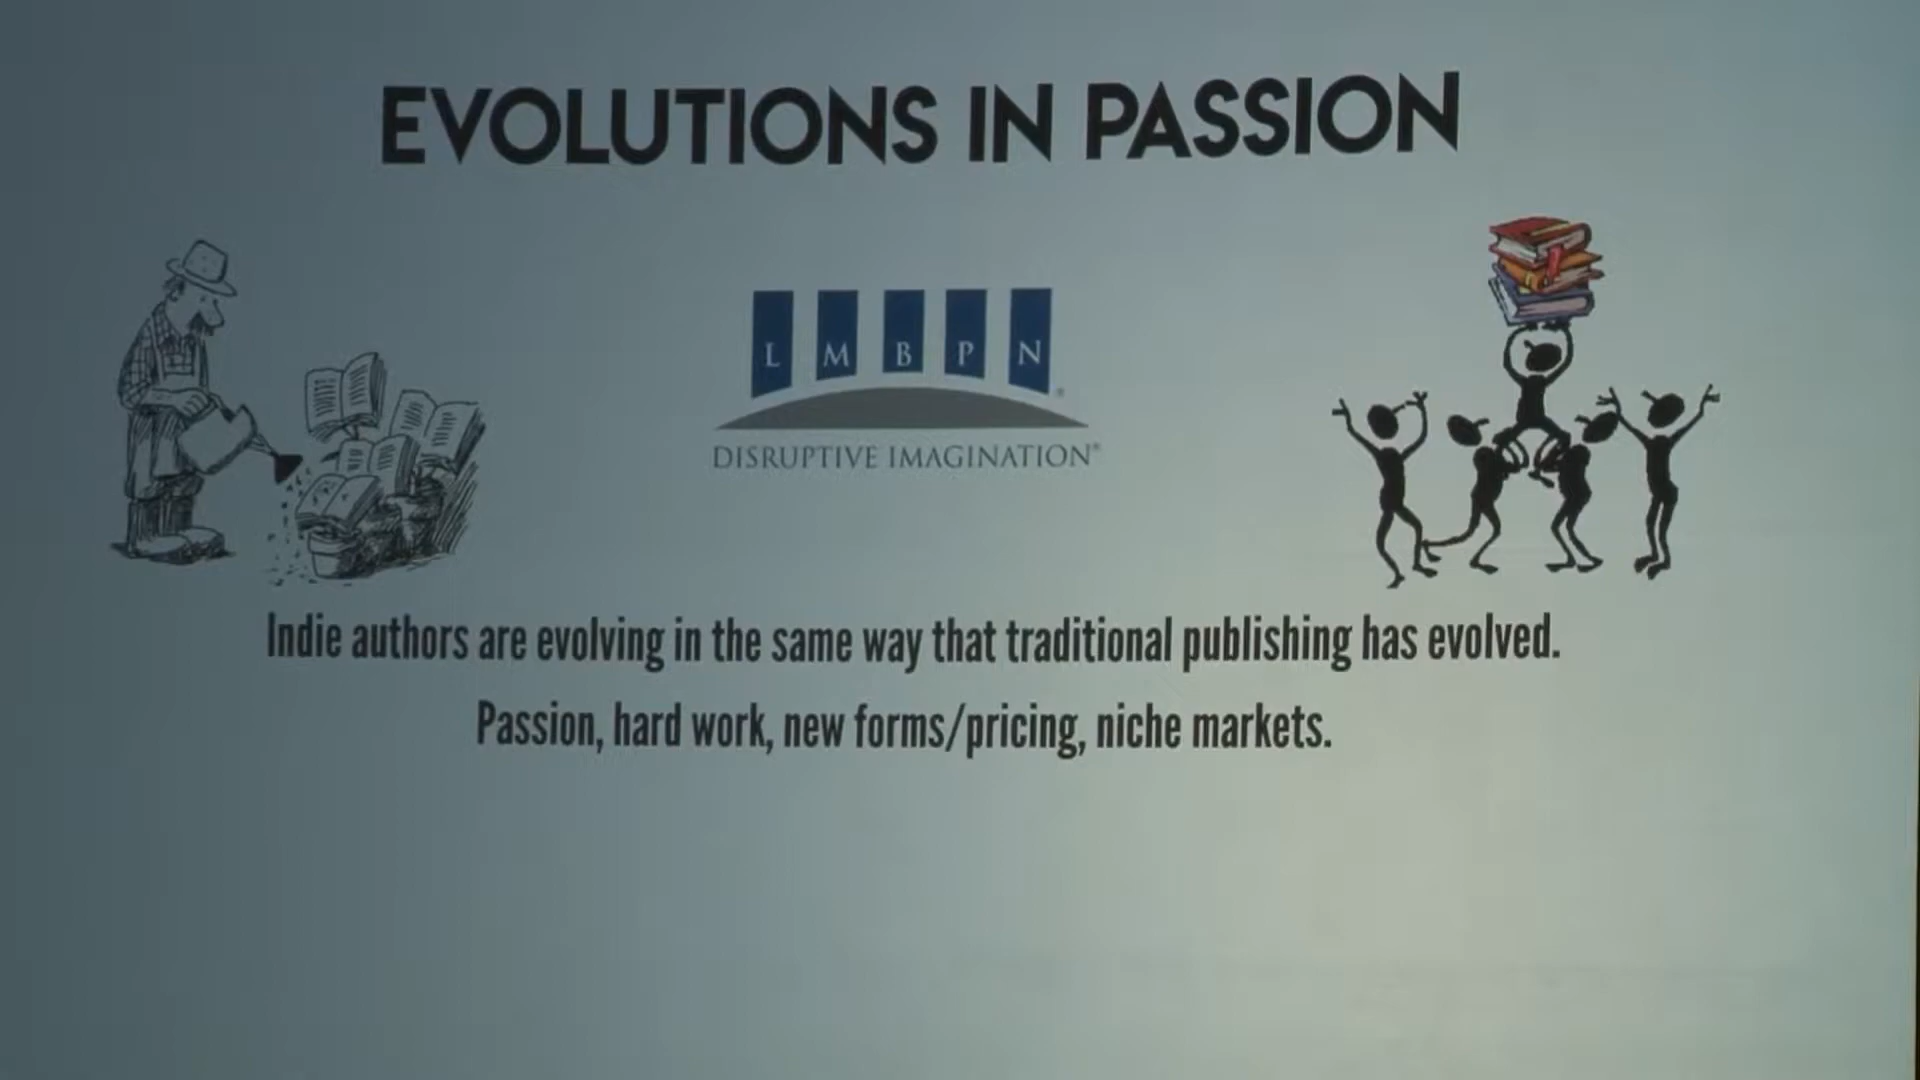 EVOLUTIONS IN PASSION
L M B P N ®
DISRUPTIVE IMAGINATION®
Indie authors are evolving in the same way that traditional publishing has evolved.
Passion, hard work, new forms/pricing, niche markets.